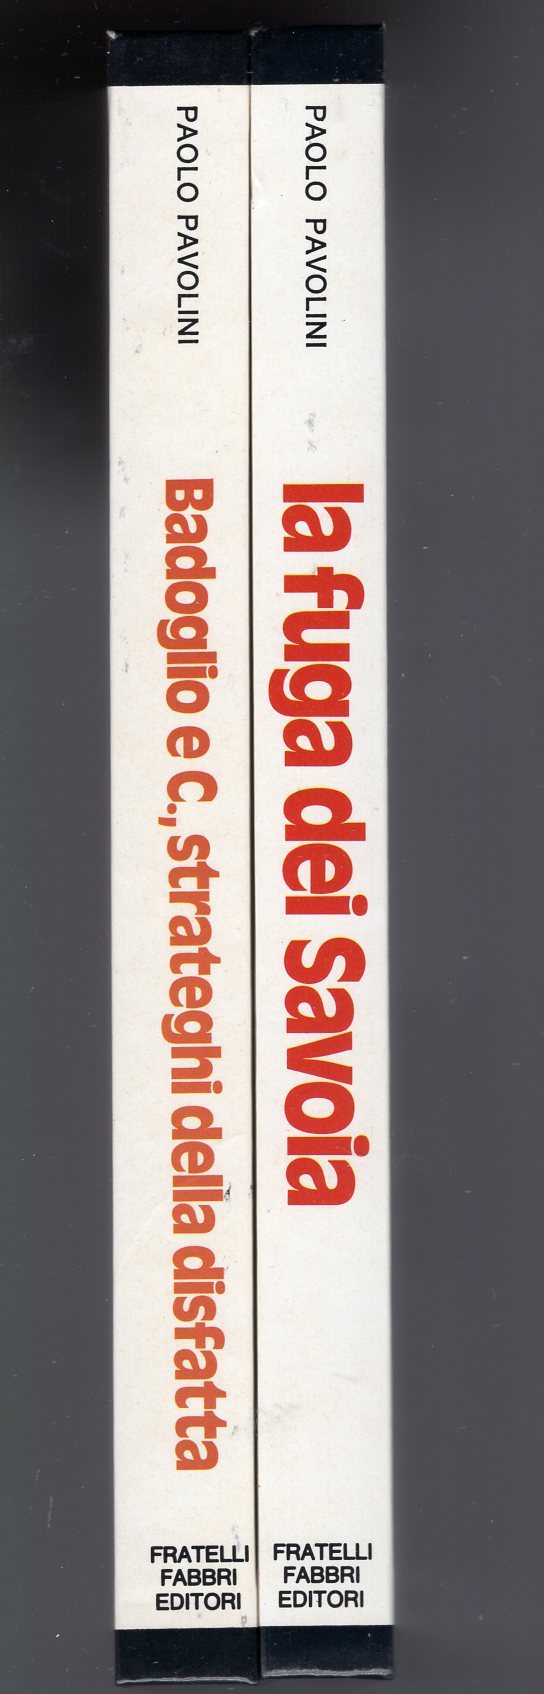 PAOLO PAVOLINI
Badoglio e C., strateghi della disfatta
FRATELLI
FABBRI
EDITORI
PAOLO PAVOLINI
la fuga dei Savoia
FRATELLI
FABBRI
EDITORI